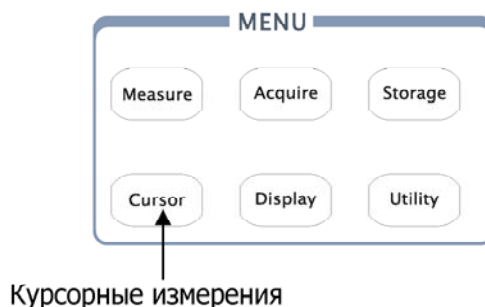 MENU
Measure Acquire Storage
Cursor Display Utility
Курсорные измерения